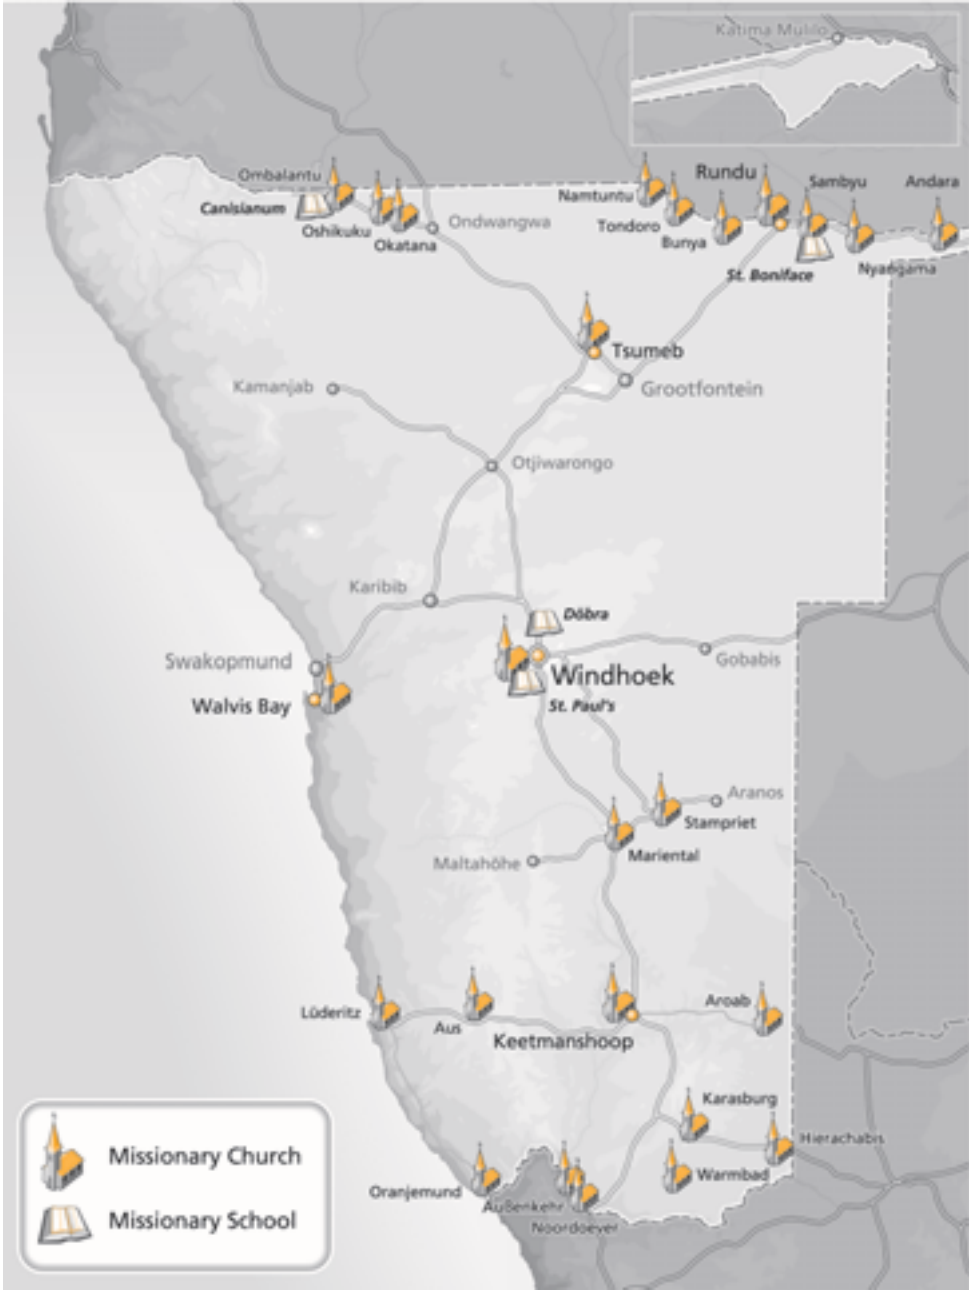 Katima Mulilo
Ombalantu
Canisianum
Oshikuku
Okatana
Ondwangwa
Namtuntu
Tondoro
Bunya
Rundu
Sambyu
Andara
St. Boniface
Nyangama
Tsumeb
Grootfontein
Kamanjab
Otjiwarongo
Karibib
Döbra
Swakopmund
Windhoek
Gobabis
Walvis Bay
St. Paul's
Aranos
Stampriet
Mariental
Maltahöhe
Lüderitz
Aus
Keetmanshoop
Aroab
Karasburg
Hierachabis
Warmbad
Oranjemund
Außenkehr
Noordoever
Missionary Church
Missionary School